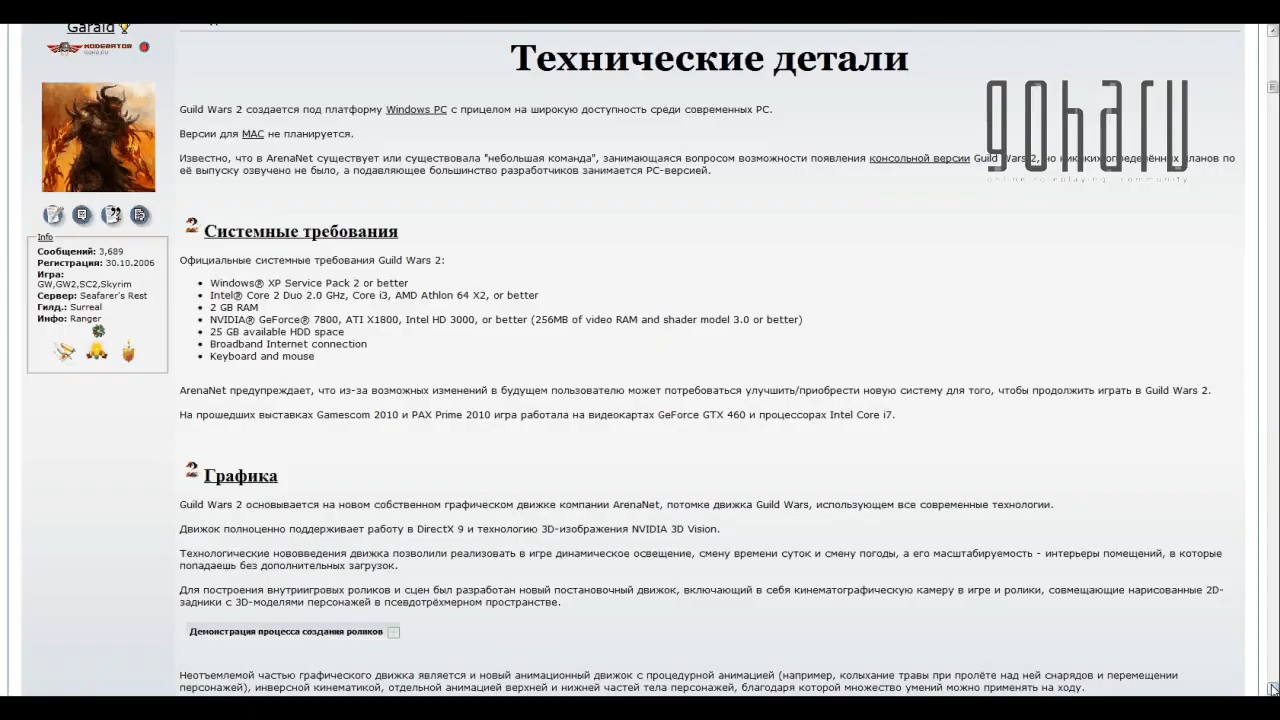 Garald
MODERATOR
Технические детали
goharu
online roleplaying community
Guild Wars 2 создается под платформу Windows PC с прицелом на широкую доступность среди современных PC.
Версии для MAC не планируется.
Известно, что в ArenaNet существует или существовала "небольшая команда", занимающаяся вопросом возможности появления консольной версии Guild Wars 2, но никаких определённых планов по
её выпуску озвучено не было, а подавляющее большинство разработчиков занимается PC-версией.
Info
Сообщений: 3,689
Регистрация: 30.10.2006
Игра:
GW,GW2,SC2,Skyrim
Сервер: Seafarer's Rest
Гилд.: Surreal
Инфо: Ranger
Системные требования
Официальные системные требования Guild Wars 2:
Windows® XP Service Pack 2 or better
Intel® Core 2 Duo 2.0 GHz, Core i3, AMD Athlon 64 X2, or better
2 GB RAM
NVIDIA® GeForce® 7800, ATI X1800, Intel HD 3000, or better (256MB of video RAM and shader model 3.0 or better)
25 GB available HDD space
Broadband Internet connection
Keyboard and mouse
ArenaNet предупреждает, что из-за возможных изменений в будущем пользователю может потребоваться улучшить/приобрести новую систему для того, чтобы продолжить играть в Guild Wars 2.
На прошедших выставках Gamescom 2010 и PAX Prime 2010 игра работала на видеокартах GeForce GTX 460 и процессорах Intel Core i7.
Графика
Guild Wars 2 основывается на новом собственном графическом движке компании ArenaNet, потомке движка Guild Wars, использующем все современные технологии.
Движок полноценно поддерживает работу в DirectX 9 и технологию 3D-изображения NVIDIA 3D Vision.
Технологические нововведения движка позволили реализовать в игре динамическое освещение, смену времени суток и смену погоды, а его масштабируемость - интерьеры помещений, в которые
попадаешь без дополнительных загрузок.
Для построения внутриигровых роликов и сцен был разработан новый постановочный движок, включающий в себя кинематографическую камеру в игре и ролики, совмещающие нарисованные 2D-
задники с 3D-моделями персонажей в псевдотрёхмерном пространстве.
Демонстрация процесса создания роликов
Неотъемлемой частью графического движка является и новый анимационный движок с процедурной анимацией (например, колыхание травы при пролёте над ней снарядов и перемещении
персонажей), инверсной кинематикой, отдельной анимацией верхней и нижней частей тела персонажей, благодаря которой множество умений можно применять на ходу.